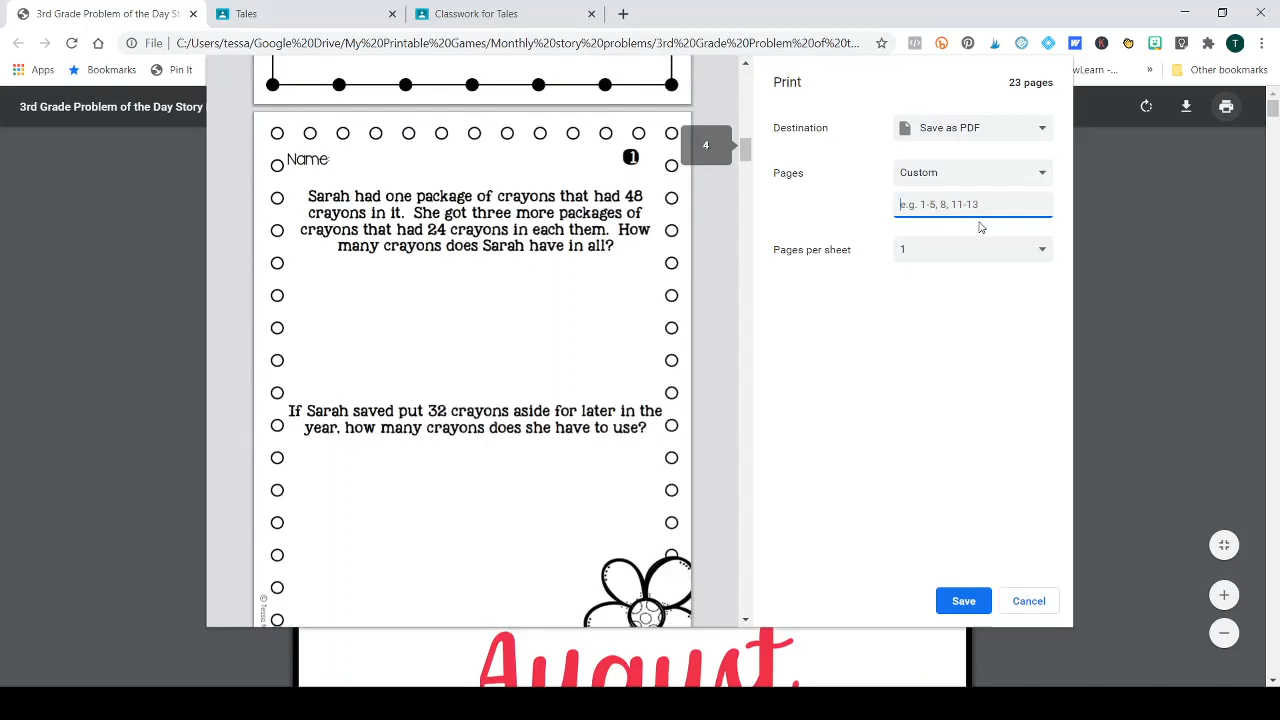 3rd Grade Problem of the Day Story
Tales
Classwork for Tales
File
C:/Users/tessa/Google%20Drive/My%20Printable%20Games/Monthly%20story%20problems/3rd%20Grade%20Problem%20of%20t...
Apps
Bookmarks
Pin It
wLearn -
»
Other bookmarks
3rd Grade Problem of the Day Story
Name:
1
Sarah had one package of crayons that had 48
crayons in it. She got three more packages of
crayons that had 24 crayons in each them. How
many crayons does Sarah have in all?
If Sarah saved put 32 crayons aside for later in the
year, how many crayons does she have to use?
4
Print
23 pages
Destination
Save as PDF
Pages
Custom
e.g. 1-5, 8, 11-13
Pages per sheet
1
Save
Cancel
August